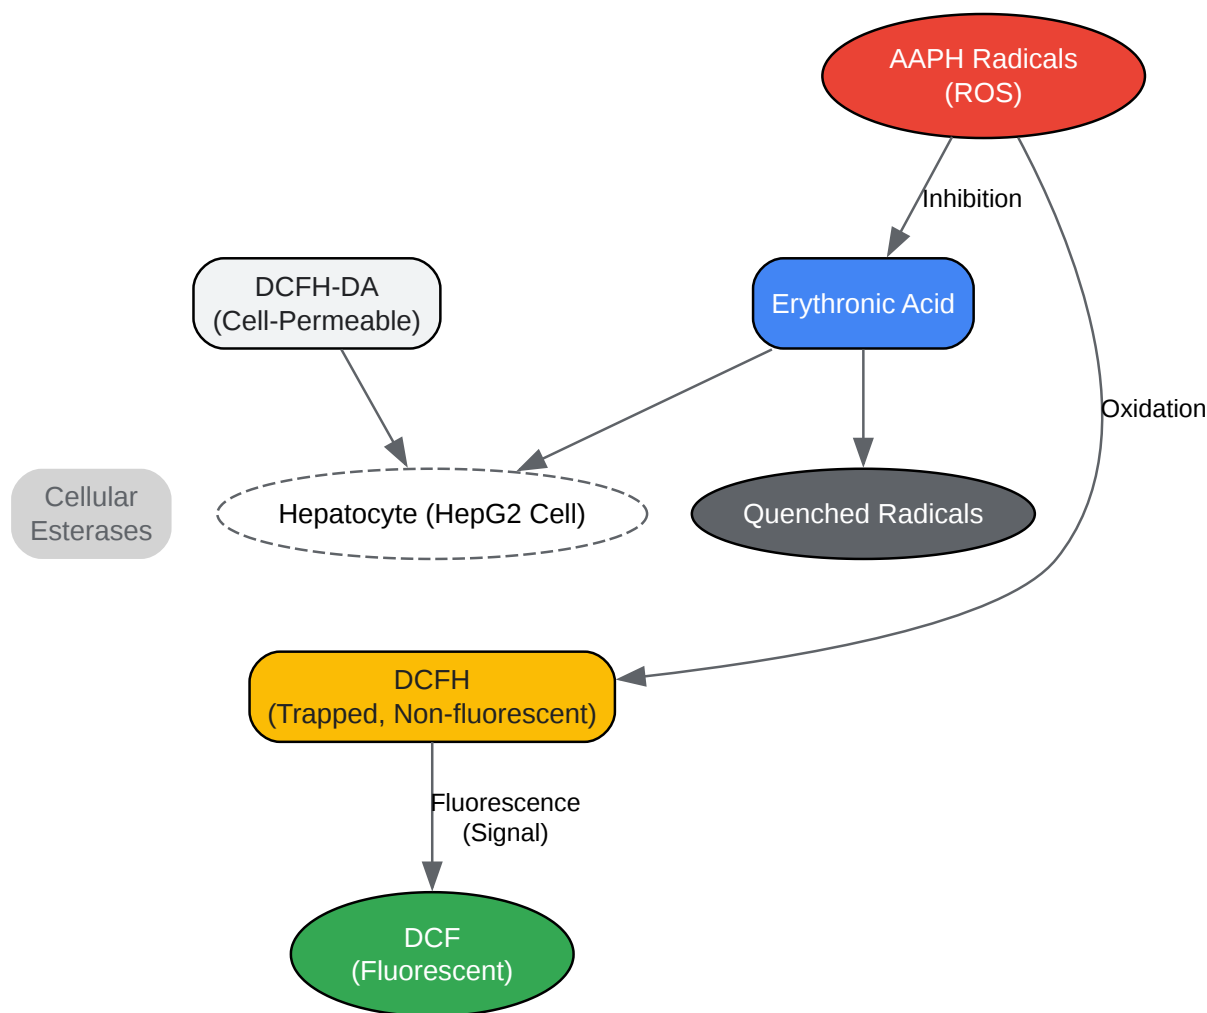 AAPH Radicals
(ROS)
Inhibition
DCFH-DA
(Cell-Permeable)
Erythronic Acid
Oxidation
Cellular
Esterases
Hepatocyte (HepG2 Cell)
Quenched Radicals
DCFH
(Trapped, Non-fluorescent)
Fluorescence
(Signal)
DCF
(Fluorescent)